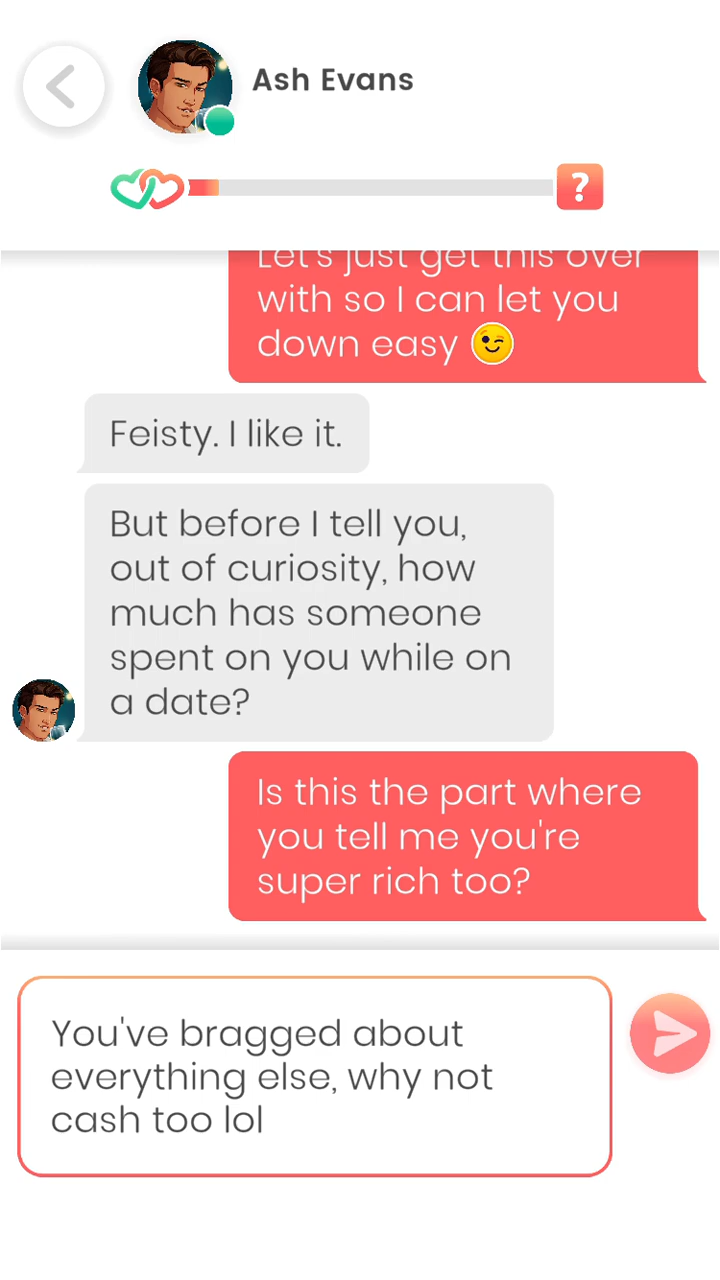 Ash Evans
?
Let's just get this over
with so I can let you
down easy 😉
Feisty. I like it.
But before I tell you,
out of curiosity, how
much has someone
spent on you while on
a date?
Is this the part where
you tell me you're
super rich too?
You've bragged about
everything else, why not
cash too lol